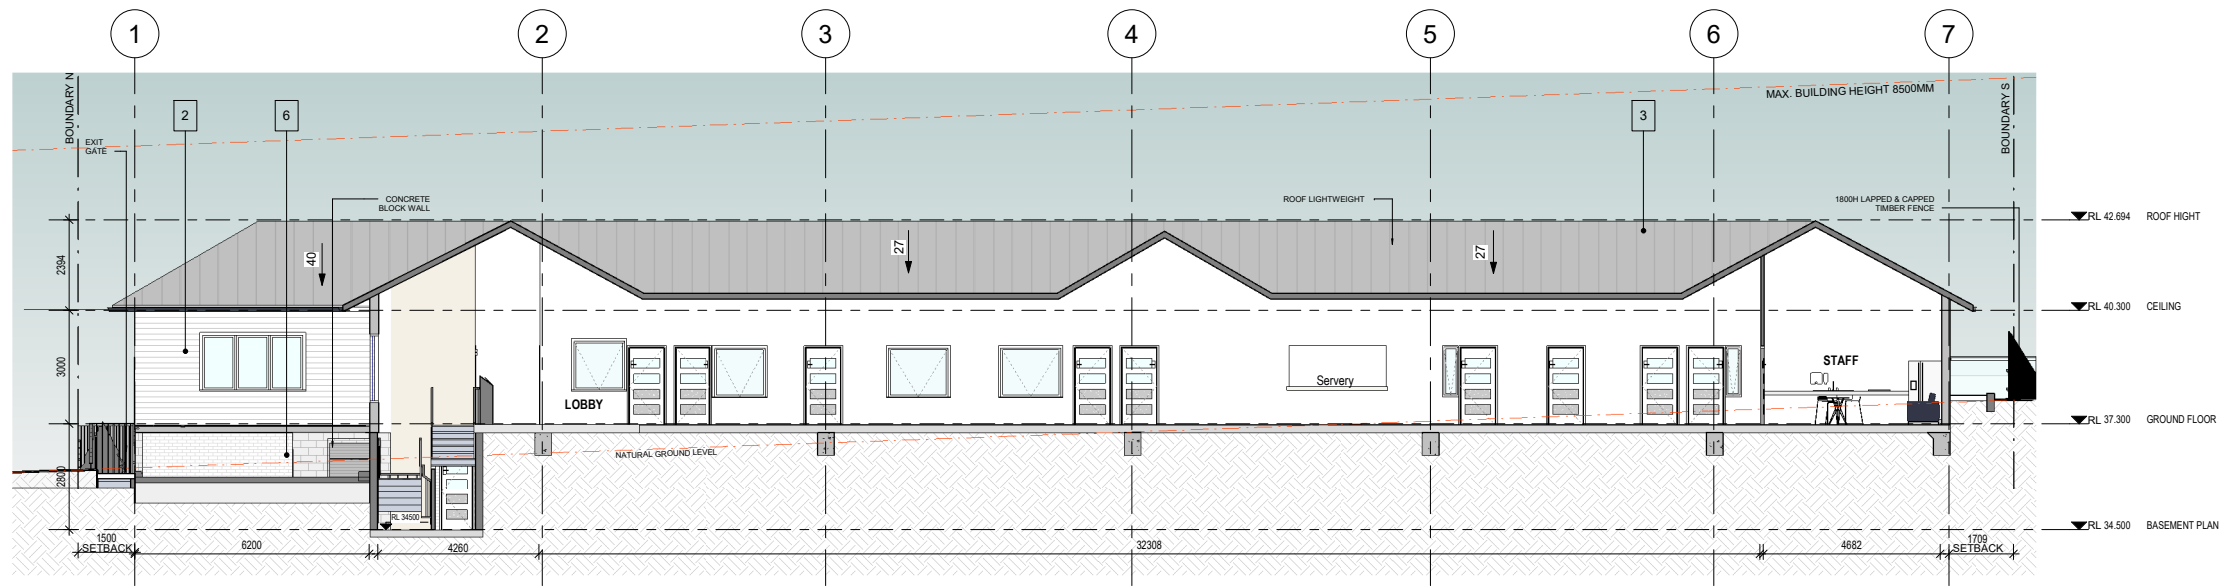 1
2
3
4
5
6
7
BOUNDARY N
2
6
EXIT
GATE
MAX. BUILDING HEIGHT 8500MM
3
BOUNDARY S
CONCRETE
BLOCK WALL
ROOF LIGHTWEIGHT
1800H LAPPED & CAPPED
TIMBER FENCE
RL 42.694 ROOF HIGHT
2394
40
27
27
RL 40.300 CEILING
3000
LOBBY
Servery
STAFF
RL 37.300 GROUND FLOOR
NATURAL GROUND LEVEL
2800
RL 34500
RL 34.500 BASEMENT PLAN
1500
SETBACK
6200
4260
32308
4682
1709
SETBACK